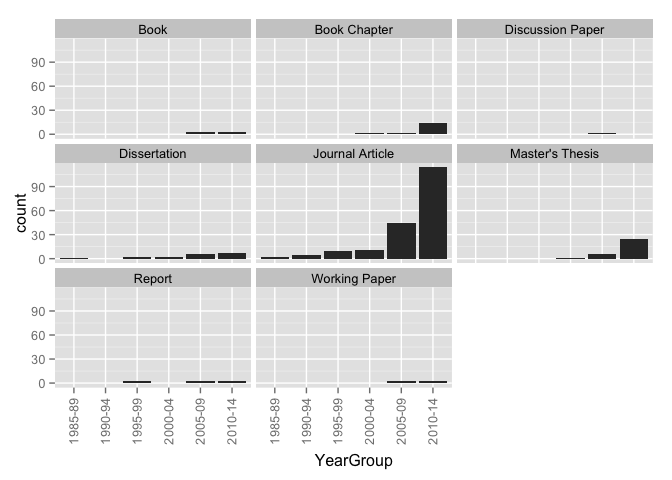 Book Book Chapter Discussion Paper
90
60
30
0
Dissertation Journal Article Master's Thesis
count
90
60
30
0
Report Working Paper
90
60
30
0
1985-89 1990-94 1995-99 2000-04 2005-09 2010-14 1985-89 1990-94 1995-99 2000-04 2005-09 2010-14
YearGroup